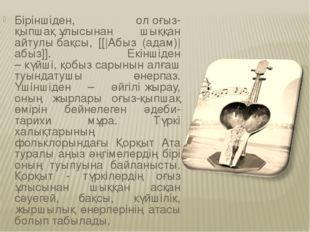 Біріншіден, ол оғыз-
қыпшақ ұлысынан шыққан
айтулы бақсы, [[|Абыз (адам)|
абыз]]. Екіншіден
– күйші, қобыз сарынын алғаш
туындатушы өнерпаз.
Үшіншіден – әйгілі жырау,
оның жырлары оғыз-қыпшақ
өмірін бейнелеген әдеби-
тарихи мұра. Түркі
халықтарының
фольклорындағы Қорқыт Ата
туралы аңыз әңгімелердің бірі
оның туылуына байланысты.
Қорқыт - түркілердің оғыз
ұлысынан шыққан асқан
сәуегей, бақсы, күйшілік,
жыршылық өнерлерінің атасы
болып табылады.